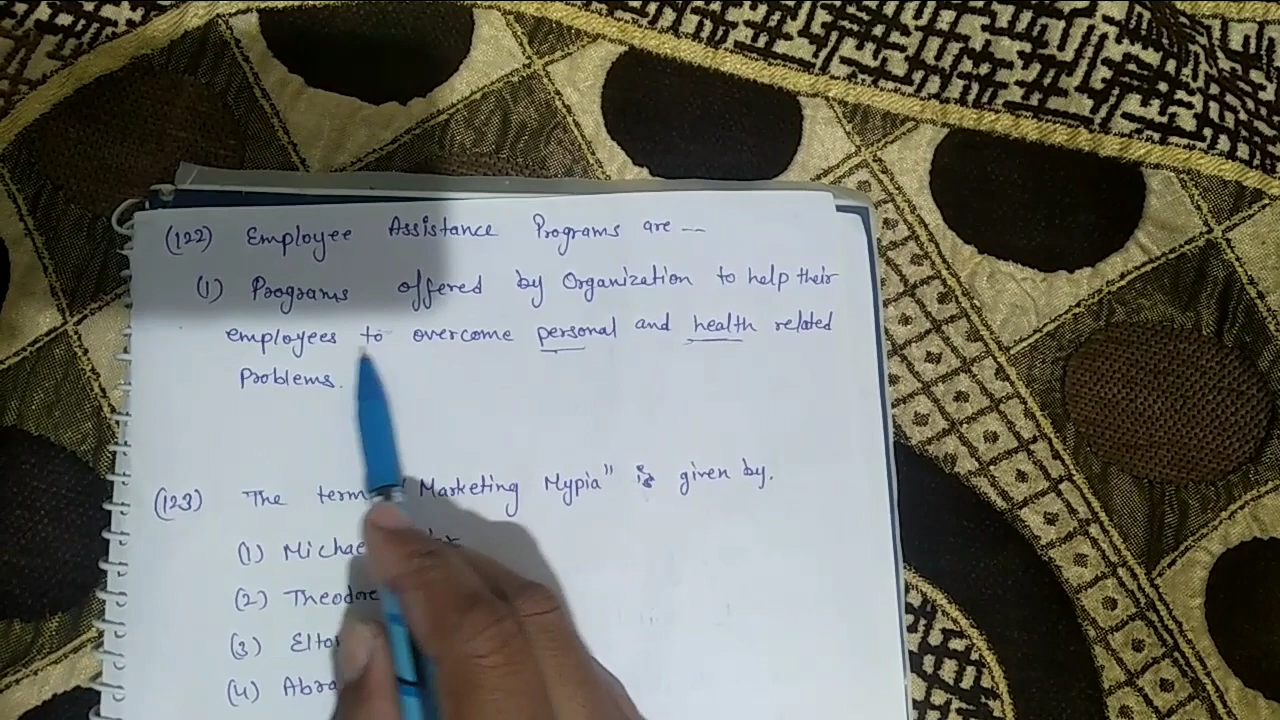 (122) Employee Assistance Programs are --
(1) Programs offered by Organization to help their
employees to overcome personal and health related
Problems.
(123) The term "Marketing Mypia" is given by.
(1) Michae
(2) Theodore
(3) Elto
(4) Abra